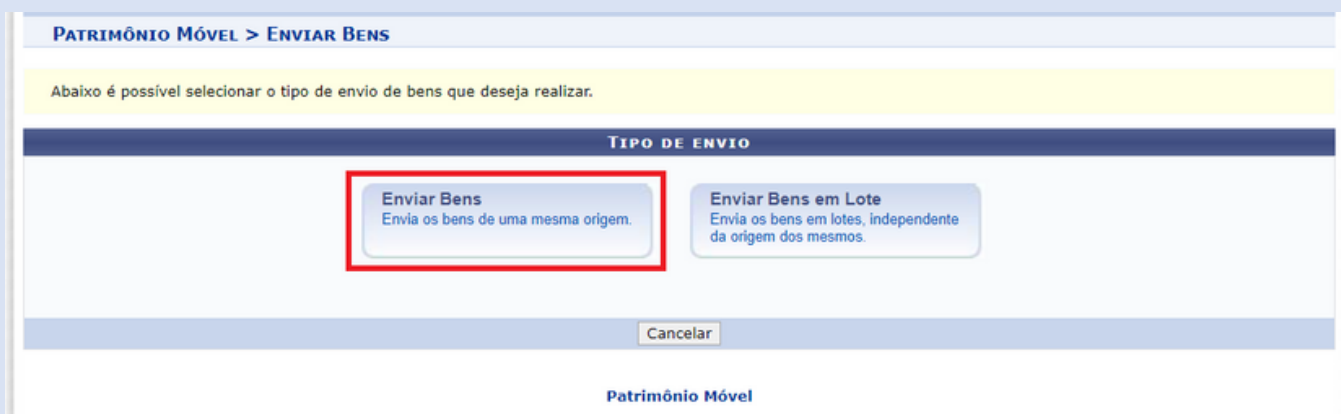 PATRIMÔNIO MÓVEL > ENVIAR BENS
Abaixo é possível selecionar o tipo de envio de bens que deseja realizar.
TIPO DE ENVIO
Enviar Bens
Envia os bens de uma mesma origem.
Enviar Bens em Lote
Envia os bens em lotes, independente
da origem dos mesmos.
Cancelar
Patrimônio Móvel